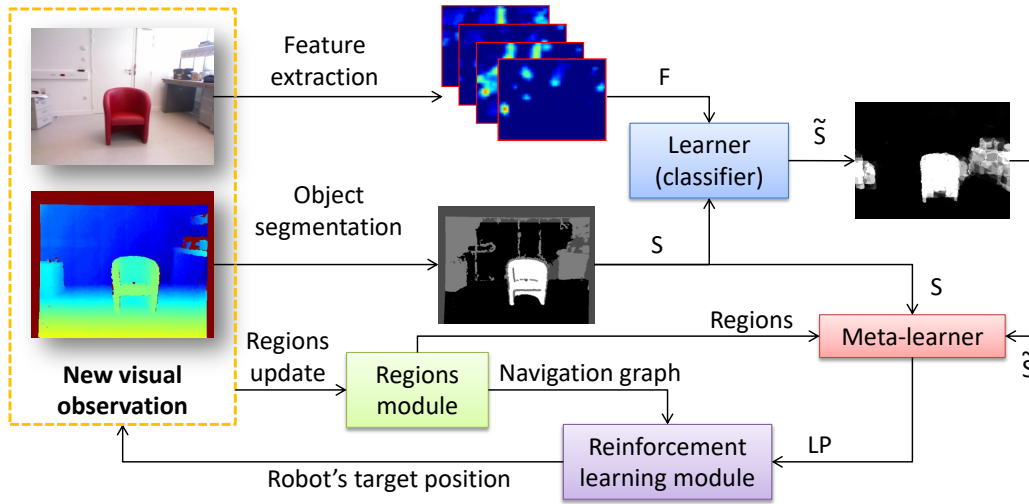 Feature
extraction
F
Learner
(classifier)
S̃
Object
segmentation
S
S
Regions
Meta-learner
S̃
New visual
observation
Regions
update
Regions
module
Navigation graph
Reinforcement
learning module
LP
Robot's target position